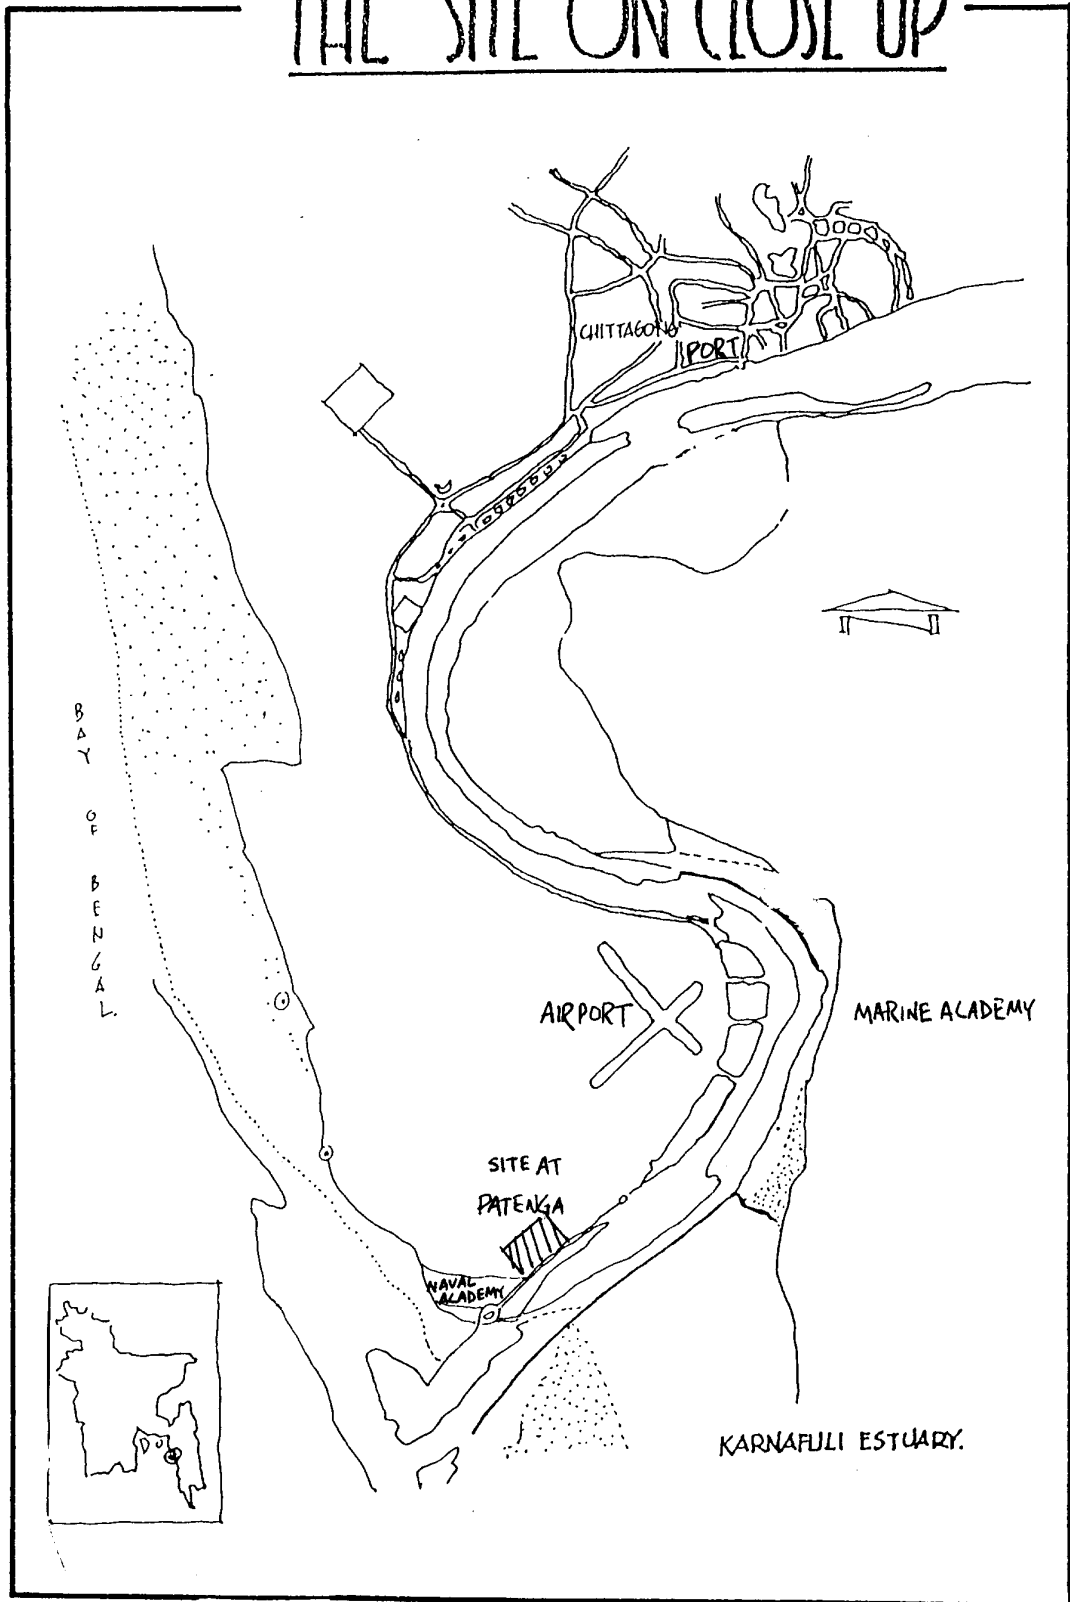 THE SITE ON CLOSE UP
CHITTAGONG
PORT
BAY OF BENGAL.
AIRPORT
MARINE ACADEMY
SITE AT
PATENGA
NAVAL
ACADEMY
KARNAFULI ESTUARY.